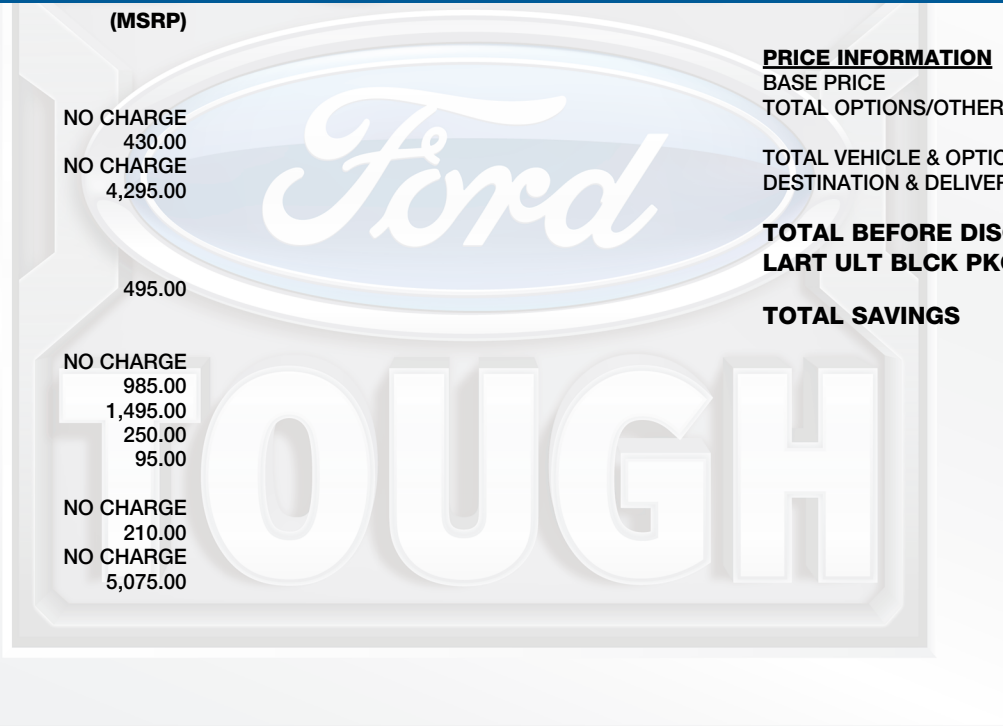 (MSRP)
NO CHARGE
430.00
NO CHARGE
4,295.00
495.00
NO CHARGE
985.00
1,495.00
250.00
95.00
NO CHARGE
210.00
NO CHARGE
5,075.00
PRICE INFORMATION
BASE PRICE
TOTAL OPTIONS/OTHER
TOTAL VEHICLE & OPTIO
DESTINATION & DELIVER
TOTAL BEFORE DIS
LART ULT BLCK PK
TOTAL SAVINGS
Ford
TOUGH